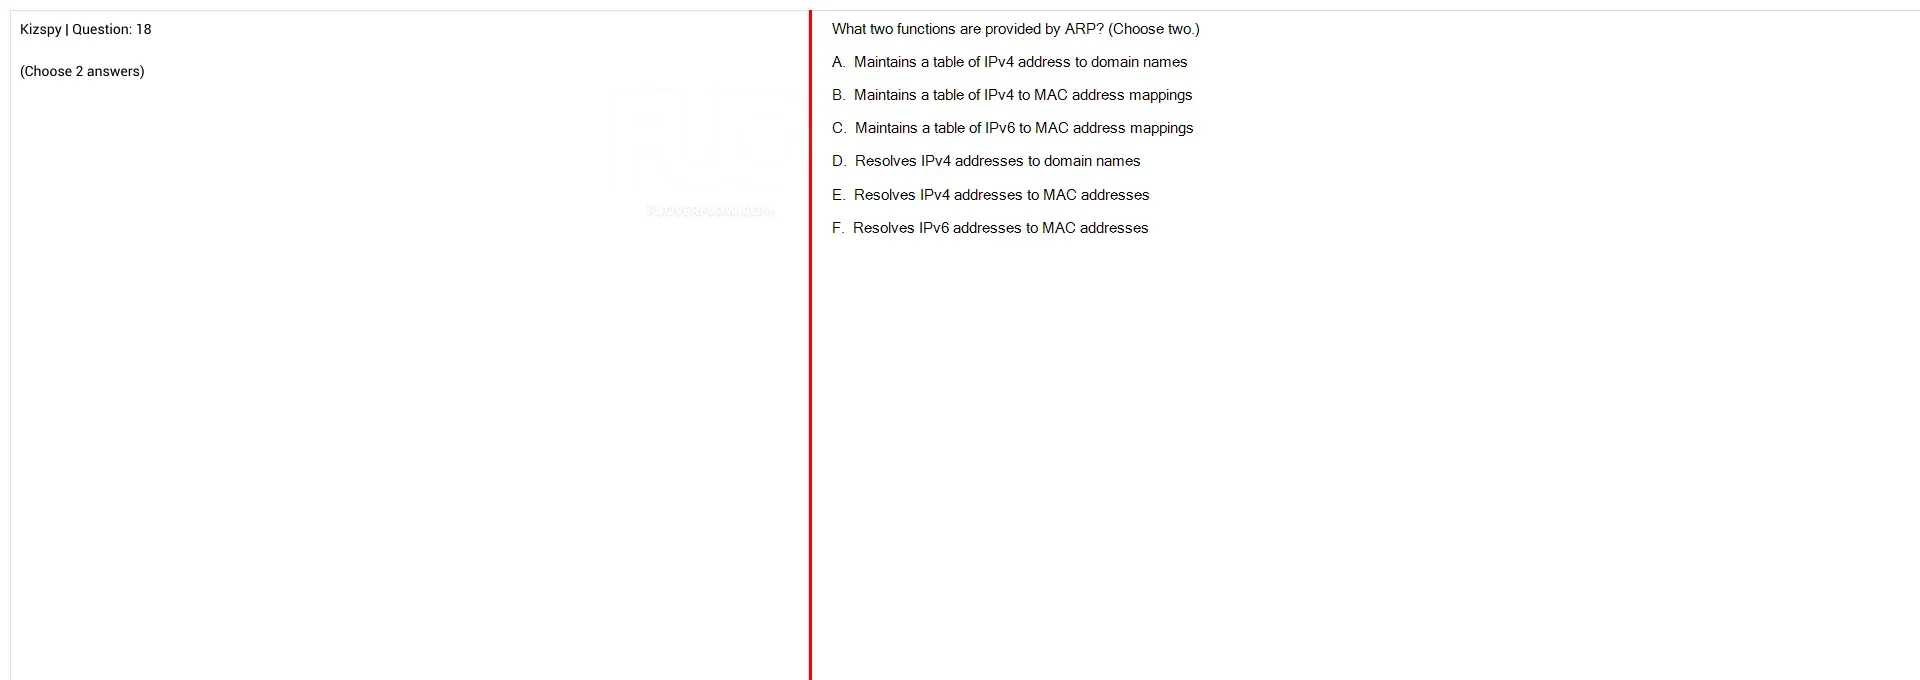 Kizspy | Question: 18
(Choose 2 answers)
FUOVERFLOW.COM
What two functions are provided by ARP? (Choose two.)
A. Maintains a table of IPv4 address to domain names
B. Maintains a table of IPv4 to MAC address mappings
C. Maintains a table of IPv6 to MAC address mappings
D. Resolves IPv4 addresses to domain names
E. Resolves IPv4 addresses to MAC addresses
F. Resolves IPv6 addresses to MAC addresses